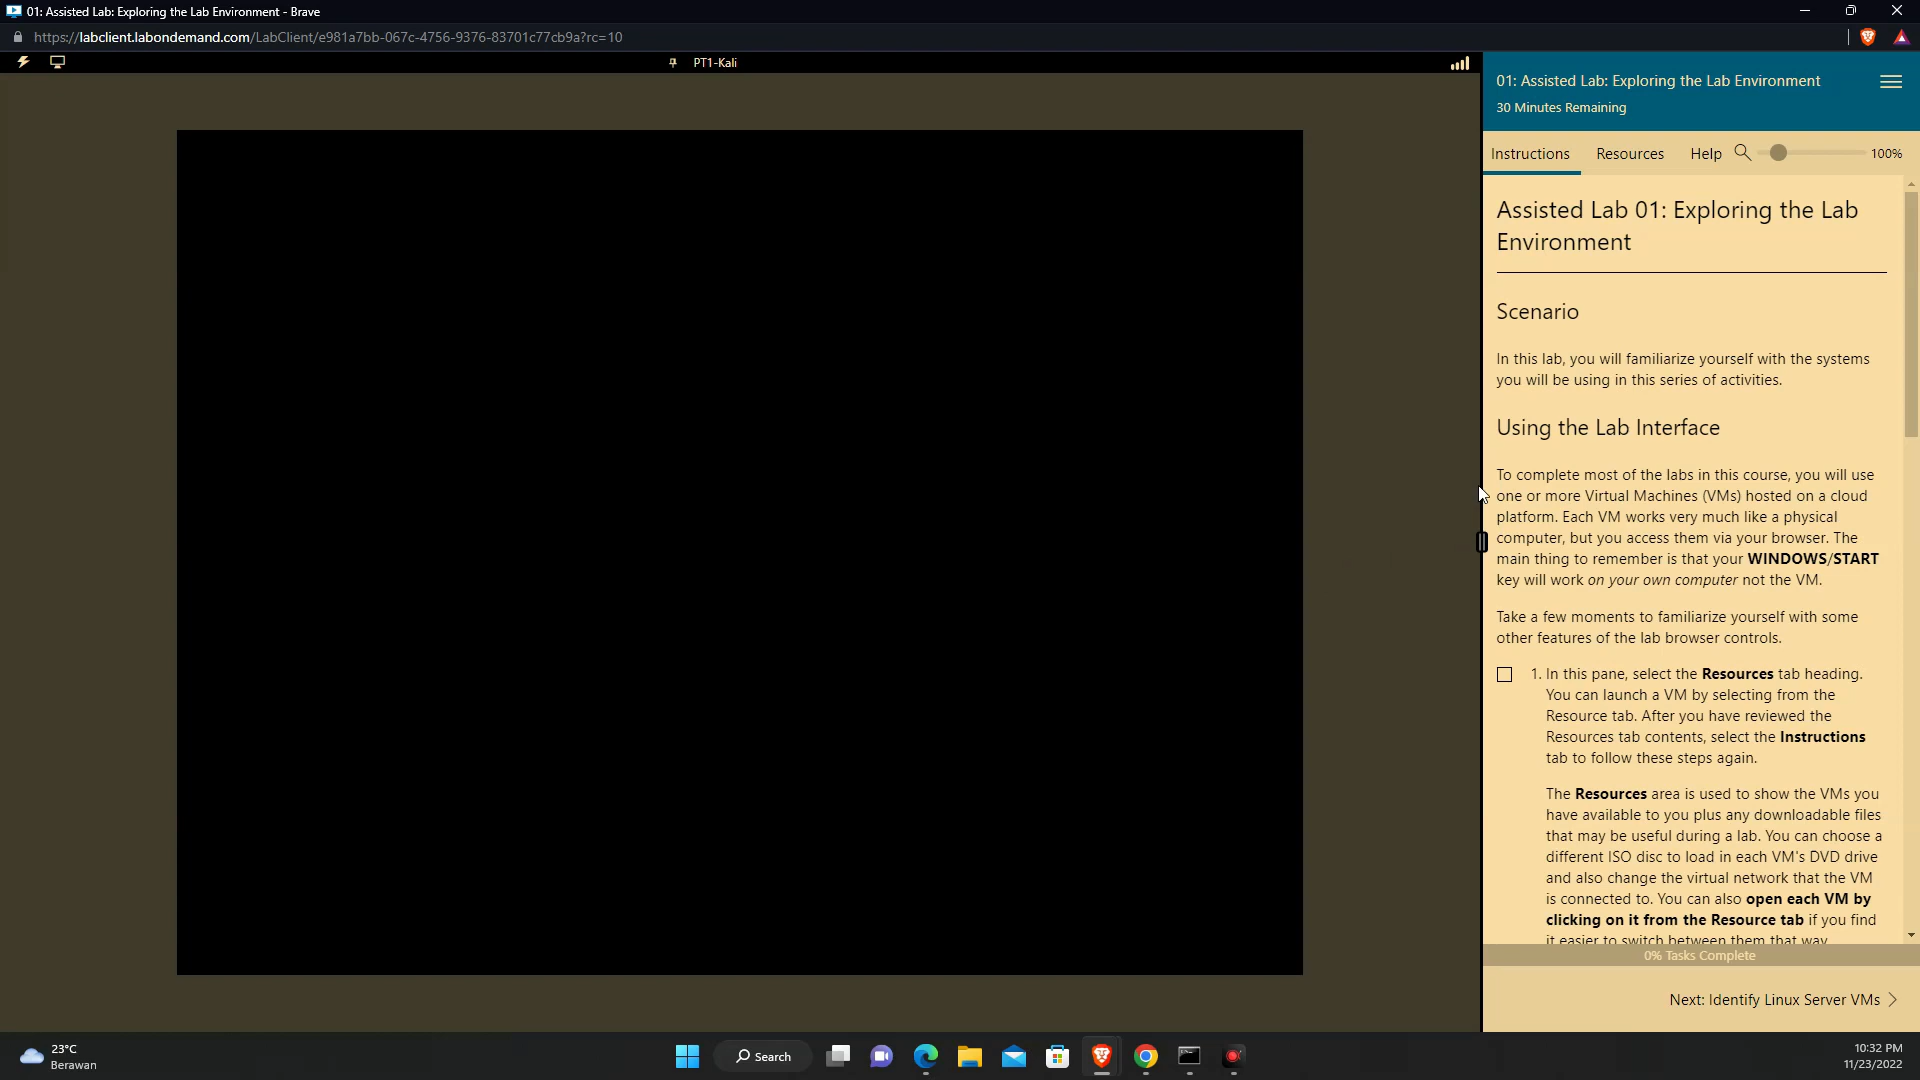 01: Assisted Lab: Exploring the Lab Environment - Brave
https://labclient.labondemand.com/LabClient/e981a7bb-067c-4756-9376-83701c77cb9a?rc=10
PT1-Kali
01: Assisted Lab: Exploring the Lab Environment
30 Minutes Remaining
Instructions Resources Help 100%
Assisted Lab 01: Exploring the Lab
Environment
Scenario
In this lab, you will familiarize yourself with the systems
you will be using in this series of activities.
Using the Lab Interface
To complete most of the labs in this course, you will use
one or more Virtual Machines (VMs) hosted on a cloud
platform. Each VM works very much like a physical
computer, but you access them via your browser. The
main thing to remember is that your WINDOWS/START
key will work on your own computer not the VM.
Take a few moments to familiarize yourself with some
other features of the lab browser controls.
1. In this pane, select the Resources tab heading.
You can launch a VM by selecting from the
Resource tab. After you have reviewed the
Resources tab contents, select the Instructions
tab to follow these steps again.
The Resources area is used to show the VMs you
have available to you plus any downloadable files
that may be useful during a lab. You can choose a
different ISO disc to load in each VM's DVD drive
and also change the virtual network that the VM
is connected to. You can also open each VM by
clicking on it from the Resource tab if you find
it easier to switch between them that way.
0% Tasks Complete
Next: Identify Linux Server VMs
23°C
Berawan
Search
10:32 PM
11/23/2022